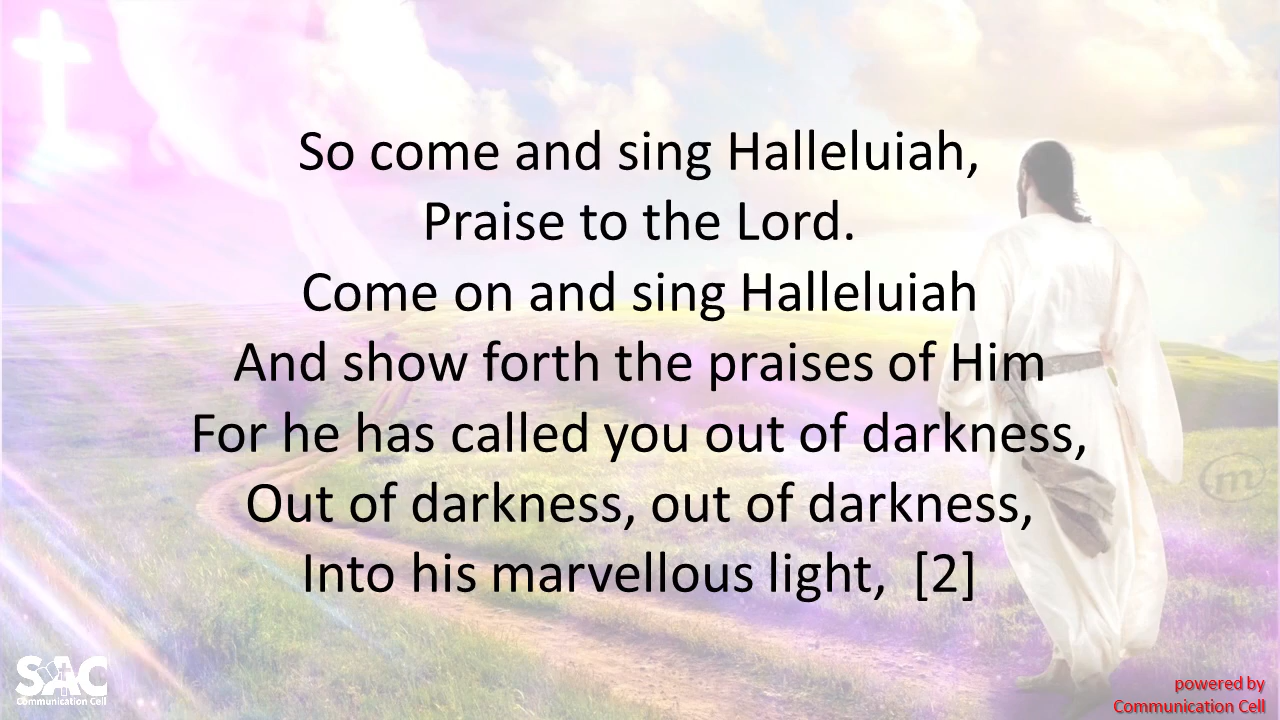 So come and sing Halleluiah,
Praise to the Lord.
Come on and sing Halleluiah
And show forth the praises of Him
For he has called you out of darkness,
Out of darkness, out of darkness,
Into his marvellous light,  [2]
m
SAC
Communication Cell
powered by
Communication Cell